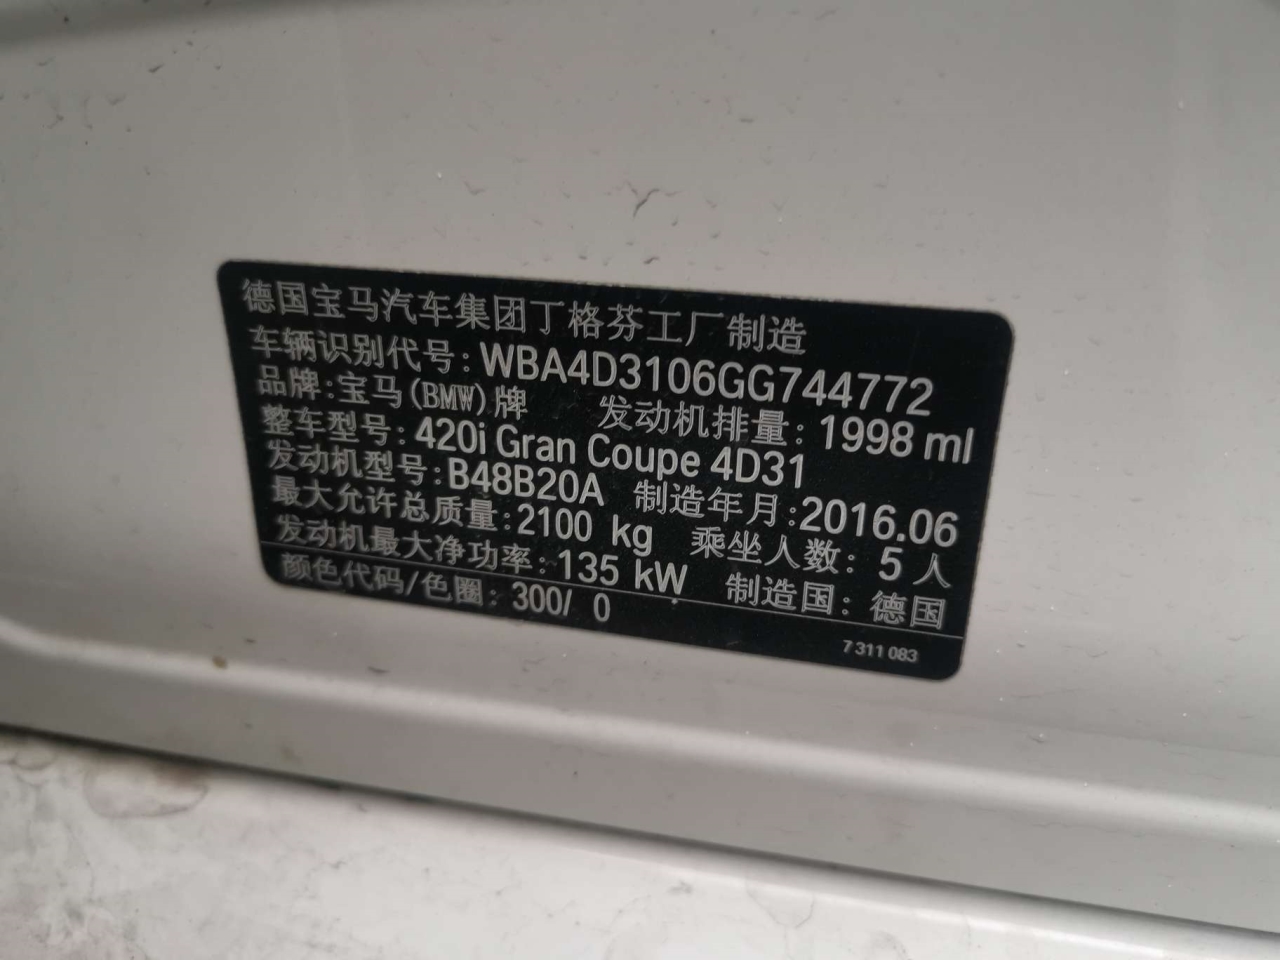 德国宝马汽车集团丁格芬工厂制造
车辆识别代号: WBA4D3106GG744772
品牌:宝马(BMW)牌 发动机排量: 1998 ml
整车型号: 420i Gran Coupe 4D31
发动机型号: B48B20A 制造年月:2016.06
最大允许总质量:2100 kg 乘坐人数: 5 人
发动机最大净功率:135 kW 制造国: 德国
颜色代码/色圈: 300/ 0
7 311 083